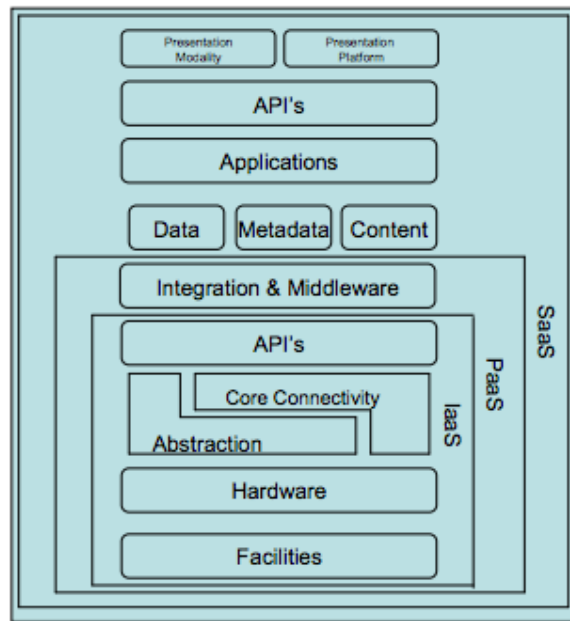 Presentation
Modality
Presentation
Platform
API's
Applications
Data
Metadata
Content
Integration & Middleware
API's
Core Connectivity
Abstraction
Hardware
Facilities
IaaS
PaaS
SaaS